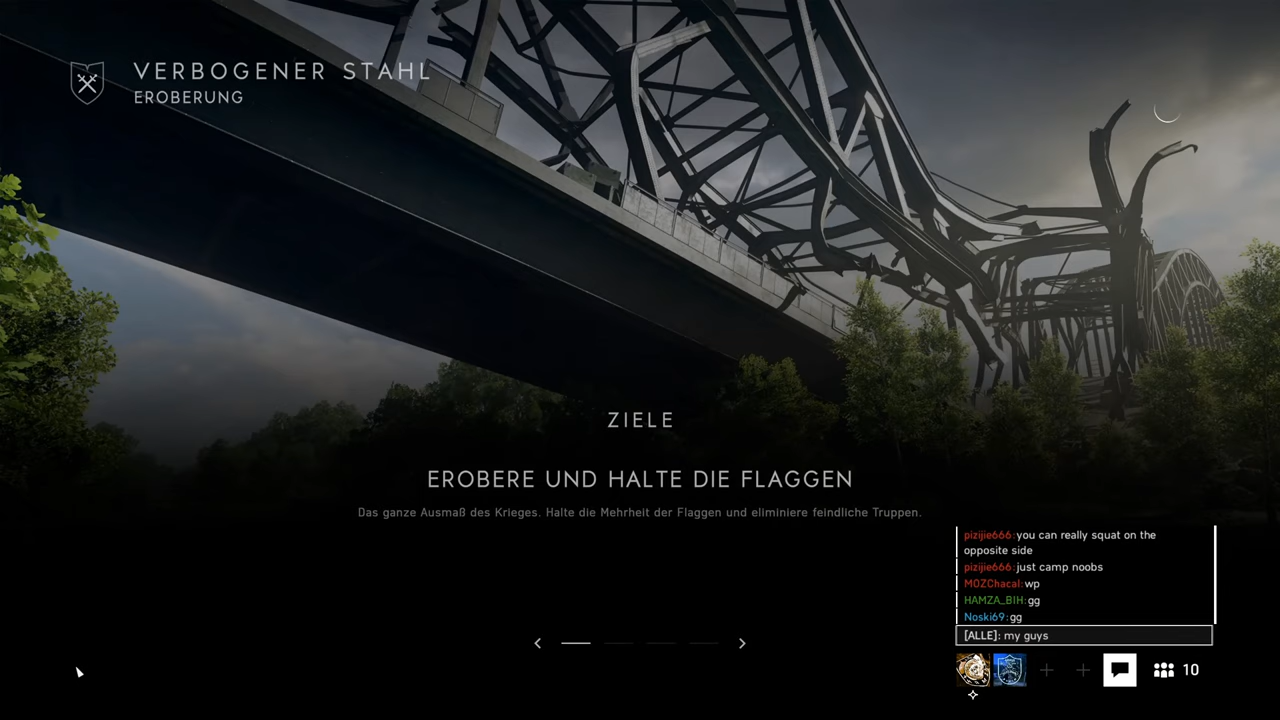 VERBOGENER STAHL
EROBERUNG
ZIELE
EROBERE UND HALTE DIE FLAGGEN
Das ganze Ausmaß des Krieges. Halte die Mehrheit der Flaggen und eliminiere feindliche Truppen.
pizijie666: you can really squat on the
opposite side
pizijie666: just camp noobs
MOZChacal: wp
HAMZA_BIH: gg
Noski69: gg
[ALLE]: my guys
10